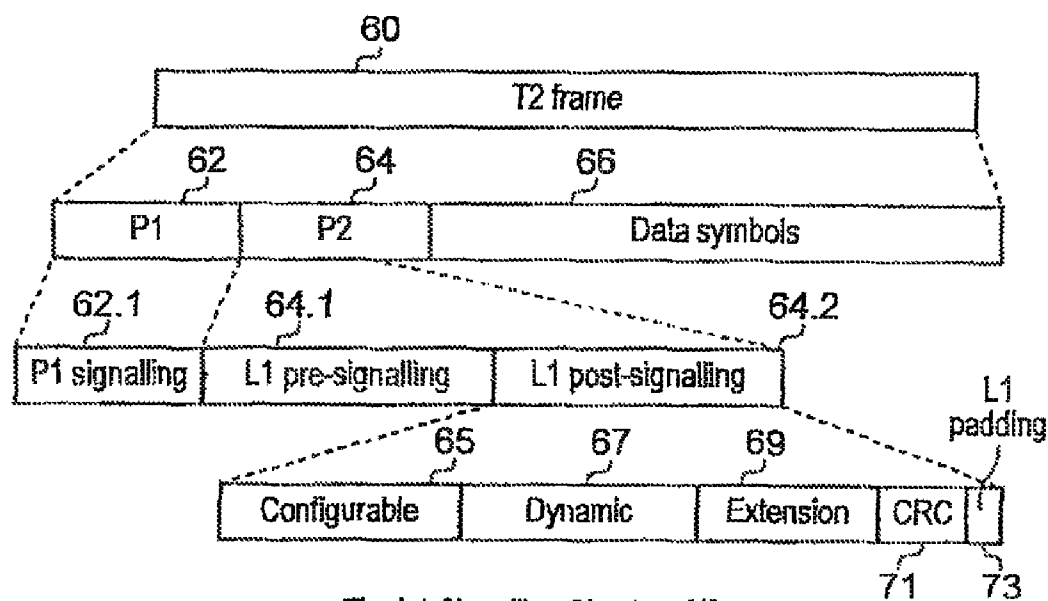 60
T2 frame
62 64 66
P1 P2 Data symbols
62.1 64.1 64.2
P1 signalling L1 pre-signalling L1 post-signalling
L1
padding
65 67 69
Configurable Dynamic Extension CRC
71 73